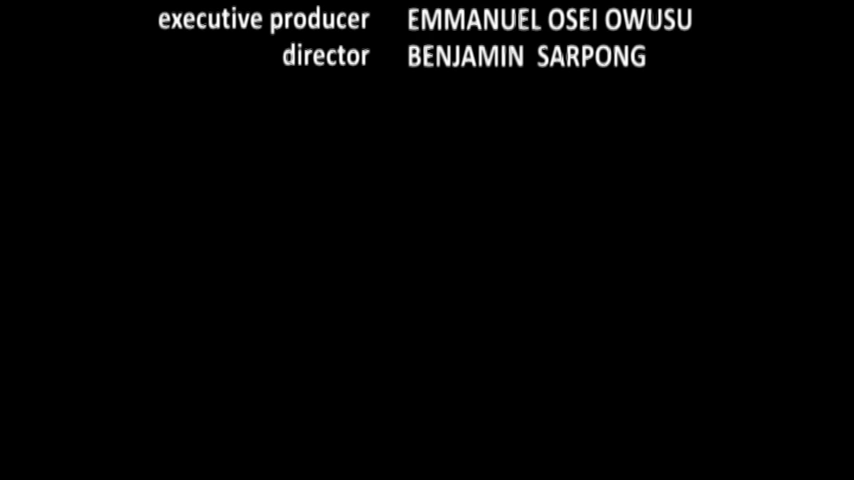 executive producer EMMANUEL OSEI OWUSU
director BENJAMIN SARPONG